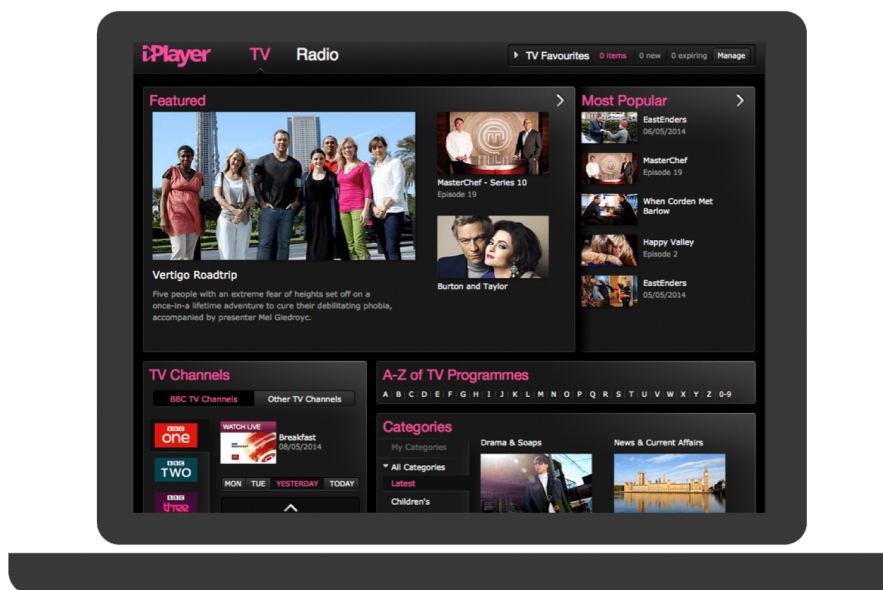 iPlayer
TV
Radio
TV Favourites 0 items 0 new 0 expiring Manage
Featured
MasterChef - Series 10
Episode 19
Burton and Taylor
Vertigo Roadtrip
Five people with an extreme fear of heights set off on a
once-in-a lifetime adventure to cure their debilitating phobia,
accompanied by presenter Mel Giedroyc.
Most Popular
EastEnders
06/05/2014
MasterChef
Episode 19
When Corden Met
Barlow
Happy Valley
Episode 2
EastEnders
05/05/2014
TV Channels
BBC TV Channels
Other TV Channels
BBC
one
BBC
TWO
BBC
three
WATCH LIVE
Breakfast
08/05/2014
MON TUE YESTERDAY TODAY
A-Z of TV Programmes
A B C D E F G H I J K L M N O P Q R S T U V W X Y Z 0-9
Categories
My Categories
All Categories
Latest
Children's
Drama & Soaps
News & Current Affairs